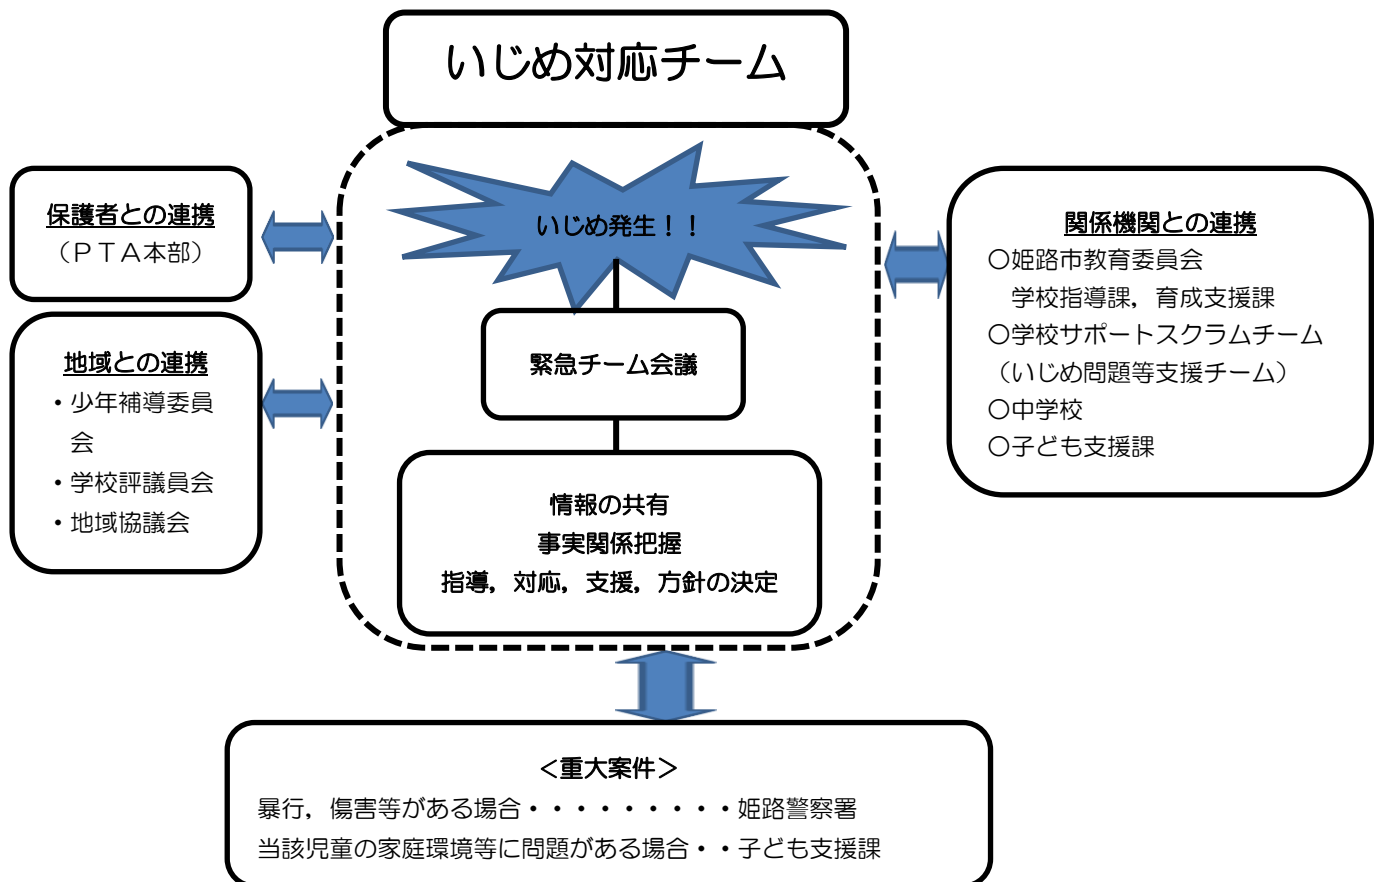 いじめ対応チーム
いじめ発生！！
緊急チーム会議
情報の共有
事実関係把握
指導，対応，支援，方針の決定
保護者との連携
（ＰＴＡ本部）
地域との連携
・少年補導委員
会
・学校評議員会
・地域協議会
関係機関との連携
○姫路市教育委員会
学校指導課，育成支援課
○学校サポートスクラムチーム
（いじめ問題等支援チーム）
○中学校
○子ども支援課
＜重大案件＞
暴行，傷害等がある場合・・・・・・・・・姫路警察署
当該児童の家庭環境等に問題がある場合・・子ども支援課